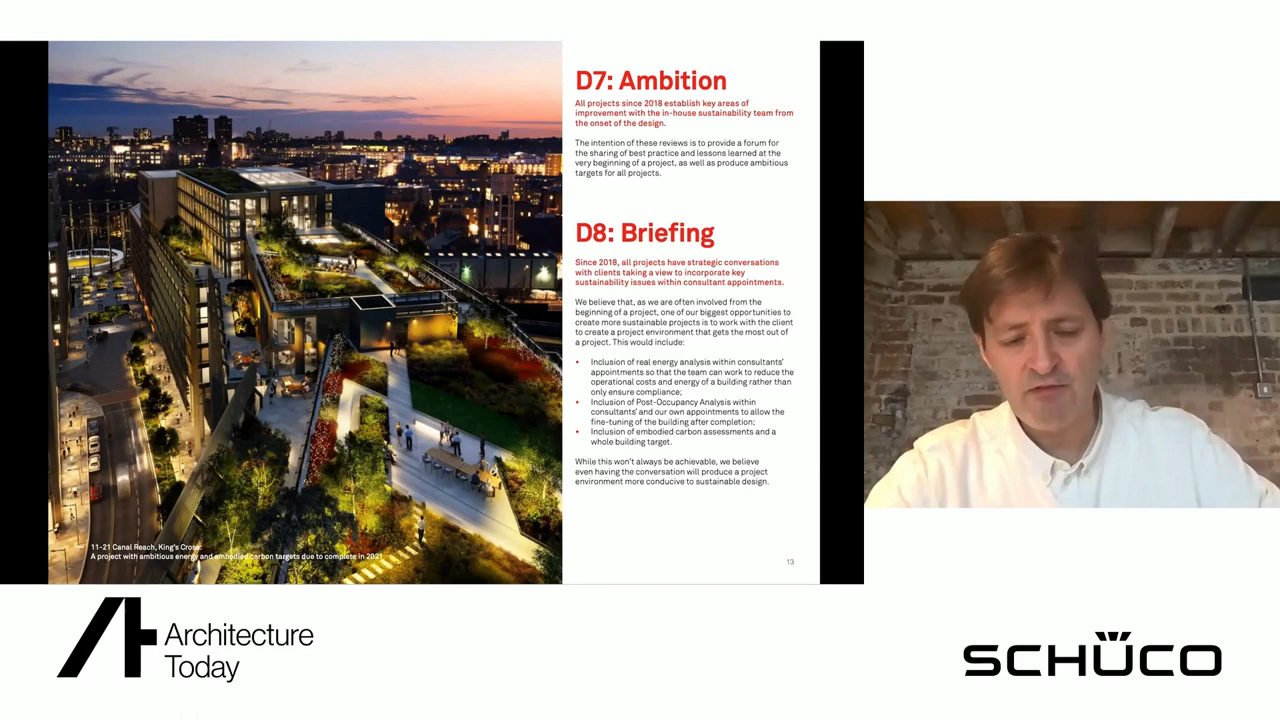 D7: Ambition
All projects since 2018 establish key areas of
improvement with the in-house sustainability team from
the onset of the design.
The intention of these reviews is to provide a forum for
the sharing of best practice and lessons learned at the
very beginning of a project, as well as produce ambitious
targets for all projects.
D8: Briefing
Since 2018, all projects have strategic conversations
with clients taking a view to incorporate key
sustainability issues within consultant appointments.
We believe that, as we are often involved from the
beginning of a project, one of our biggest opportunities to
create more sustainable projects is to work with the client
to create a project environment that gets the most out of
a project. This would include:
• Inclusion of real energy analysis within consultants'
appointments so that the team can work to reduce the
operational costs and energy of a building rather than
only ensure compliance;
• Inclusion of Post-Occupancy Analysis within
consultants' and our own appointments to allow the
fine-tuning of the building after completion;
• Inclusion of embodied carbon assessments and a
whole building target.
While this won't always be achievable, we believe
even having the conversation will produce a project
environment more conducive to sustainable design.
11-21 Canal Reach, King's Cross:
A project with ambitious energy and embodied carbon targets due to complete in 2021
13
Architecture
Today
SCHÜCO